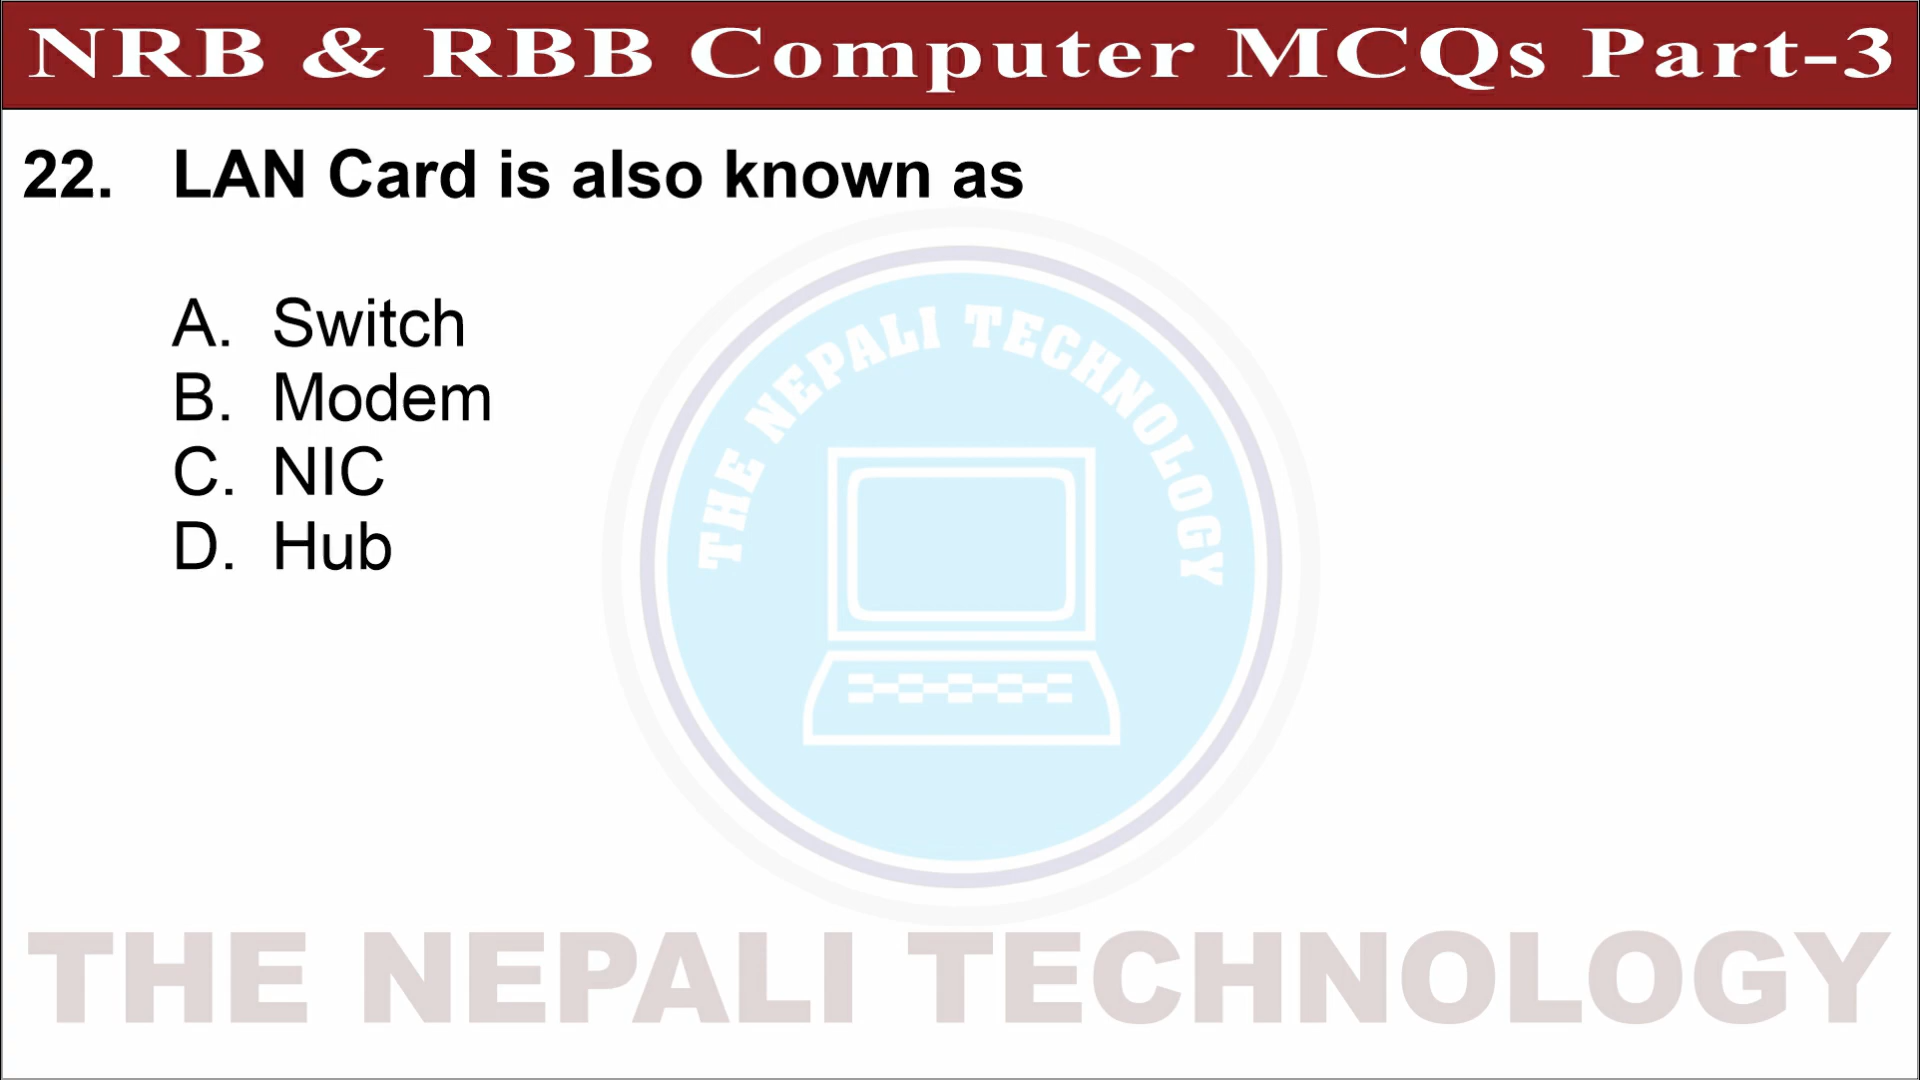 NRB & RBB Computer MCQs Part-3
22. LAN Card is also known as
A. Switch
B. Modem
C. NIC
D. Hub
THE NEPALI TECHNOLOGY
THE NEPALI TECHNOLOGY